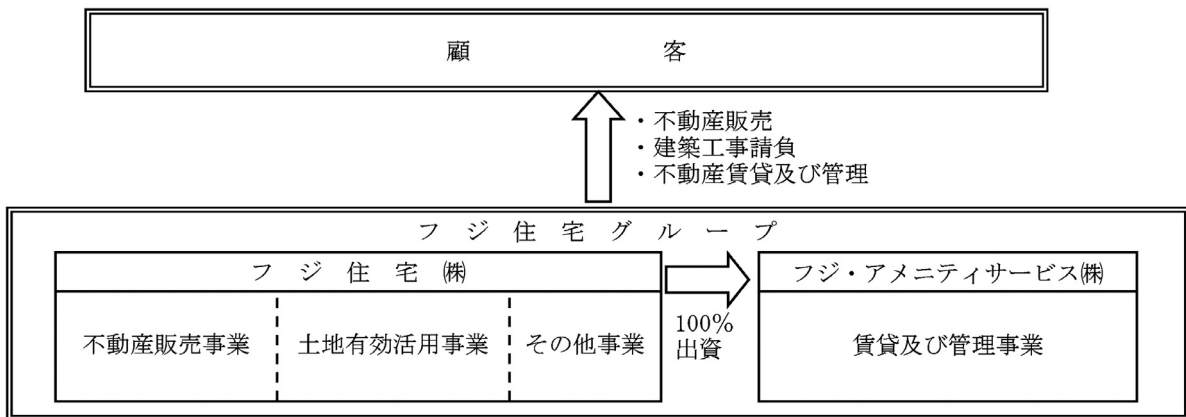 顧客
・不動産販売
・建築工事請負
・不動産賃貸及び管理
フジ住宅グループ
フジ住宅㈱
フジ・アメニティサービス㈱
100%
出資
不動産販売事業
土地有効活用事業
その他事業
賃貸及び管理事業